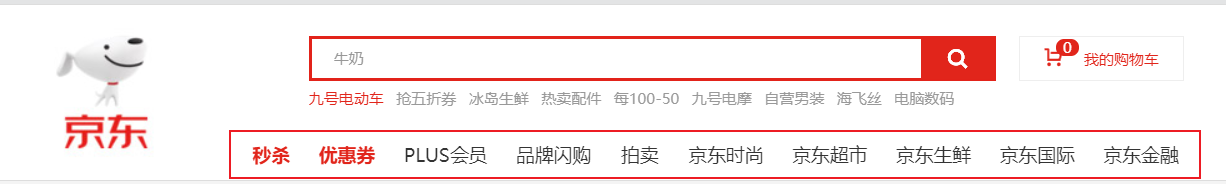 牛奶
0 我的购物车
九号电动车 抢五折券 冰岛生鲜 热卖配件 每100-50 九号电摩 自营男装 海飞丝 电脑数码
京东
秒杀 优惠券 PLUS会员 品牌闪购 拍卖 京东时尚 京东超市 京东生鲜 京东国际 京东金融